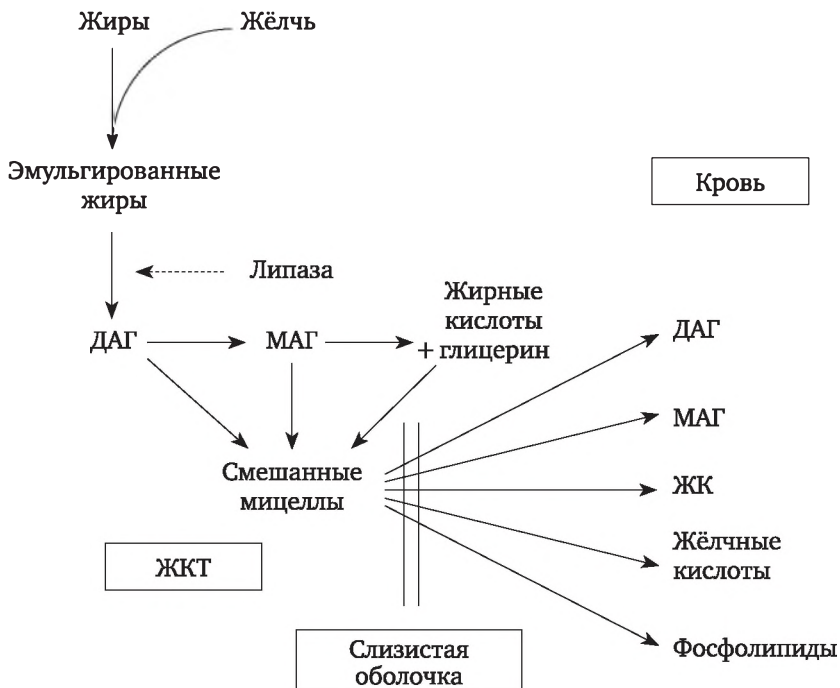 Жиры
Жёлчь
Эмульгированные
жиры
Кровь
Липаза
Жирные
кислоты
+ глицерин
ДАГ
МАГ
ДАГ
МАГ
Смешанные
мицеллы
ЖК
Жёлчные
кислоты
ЖКТ
Слизистая
оболочка
Фосфолипиды